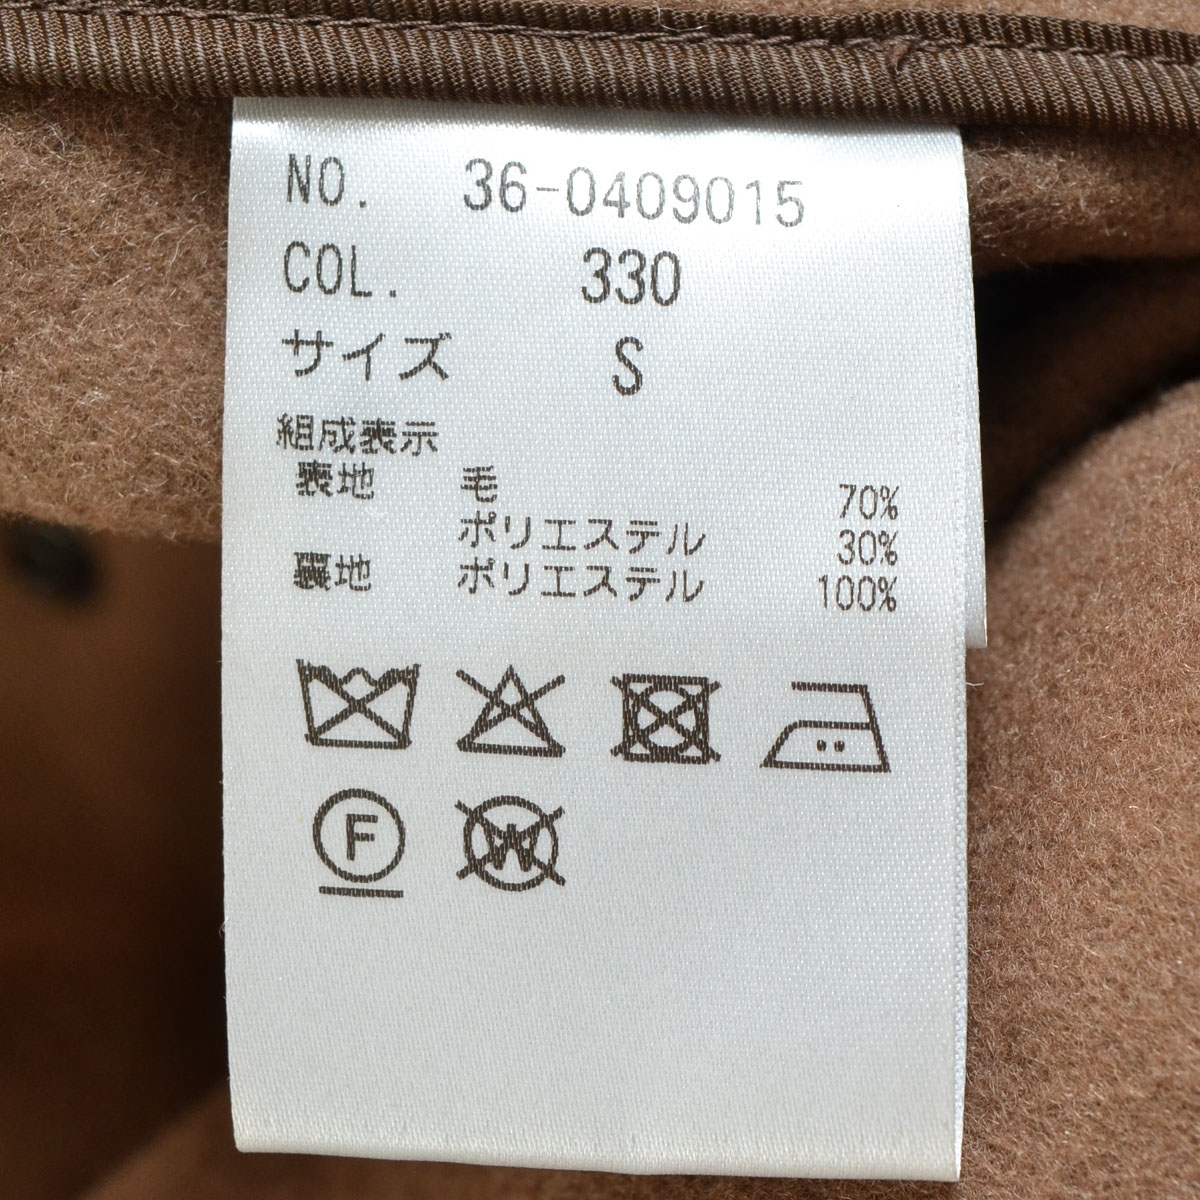 NO. 36-0409015
COL. 330
サイズ S
組成表示
表地 毛 70%
ポリエステル 30%
裏地 ポリエステル 100%
F W